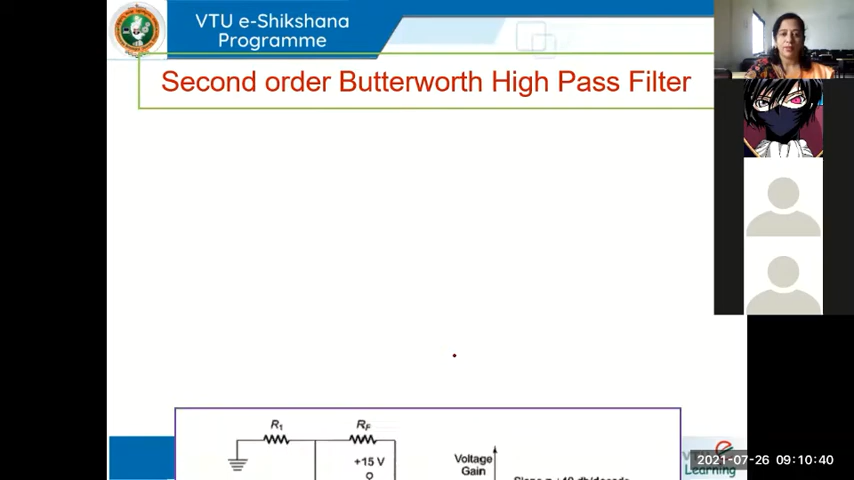 VTU e-Shikshana
Programme
Second order Butterworth High Pass Filter
R1
RF
+15 V
Voltage
Gain
2021-07-26 09:10:40
Learning